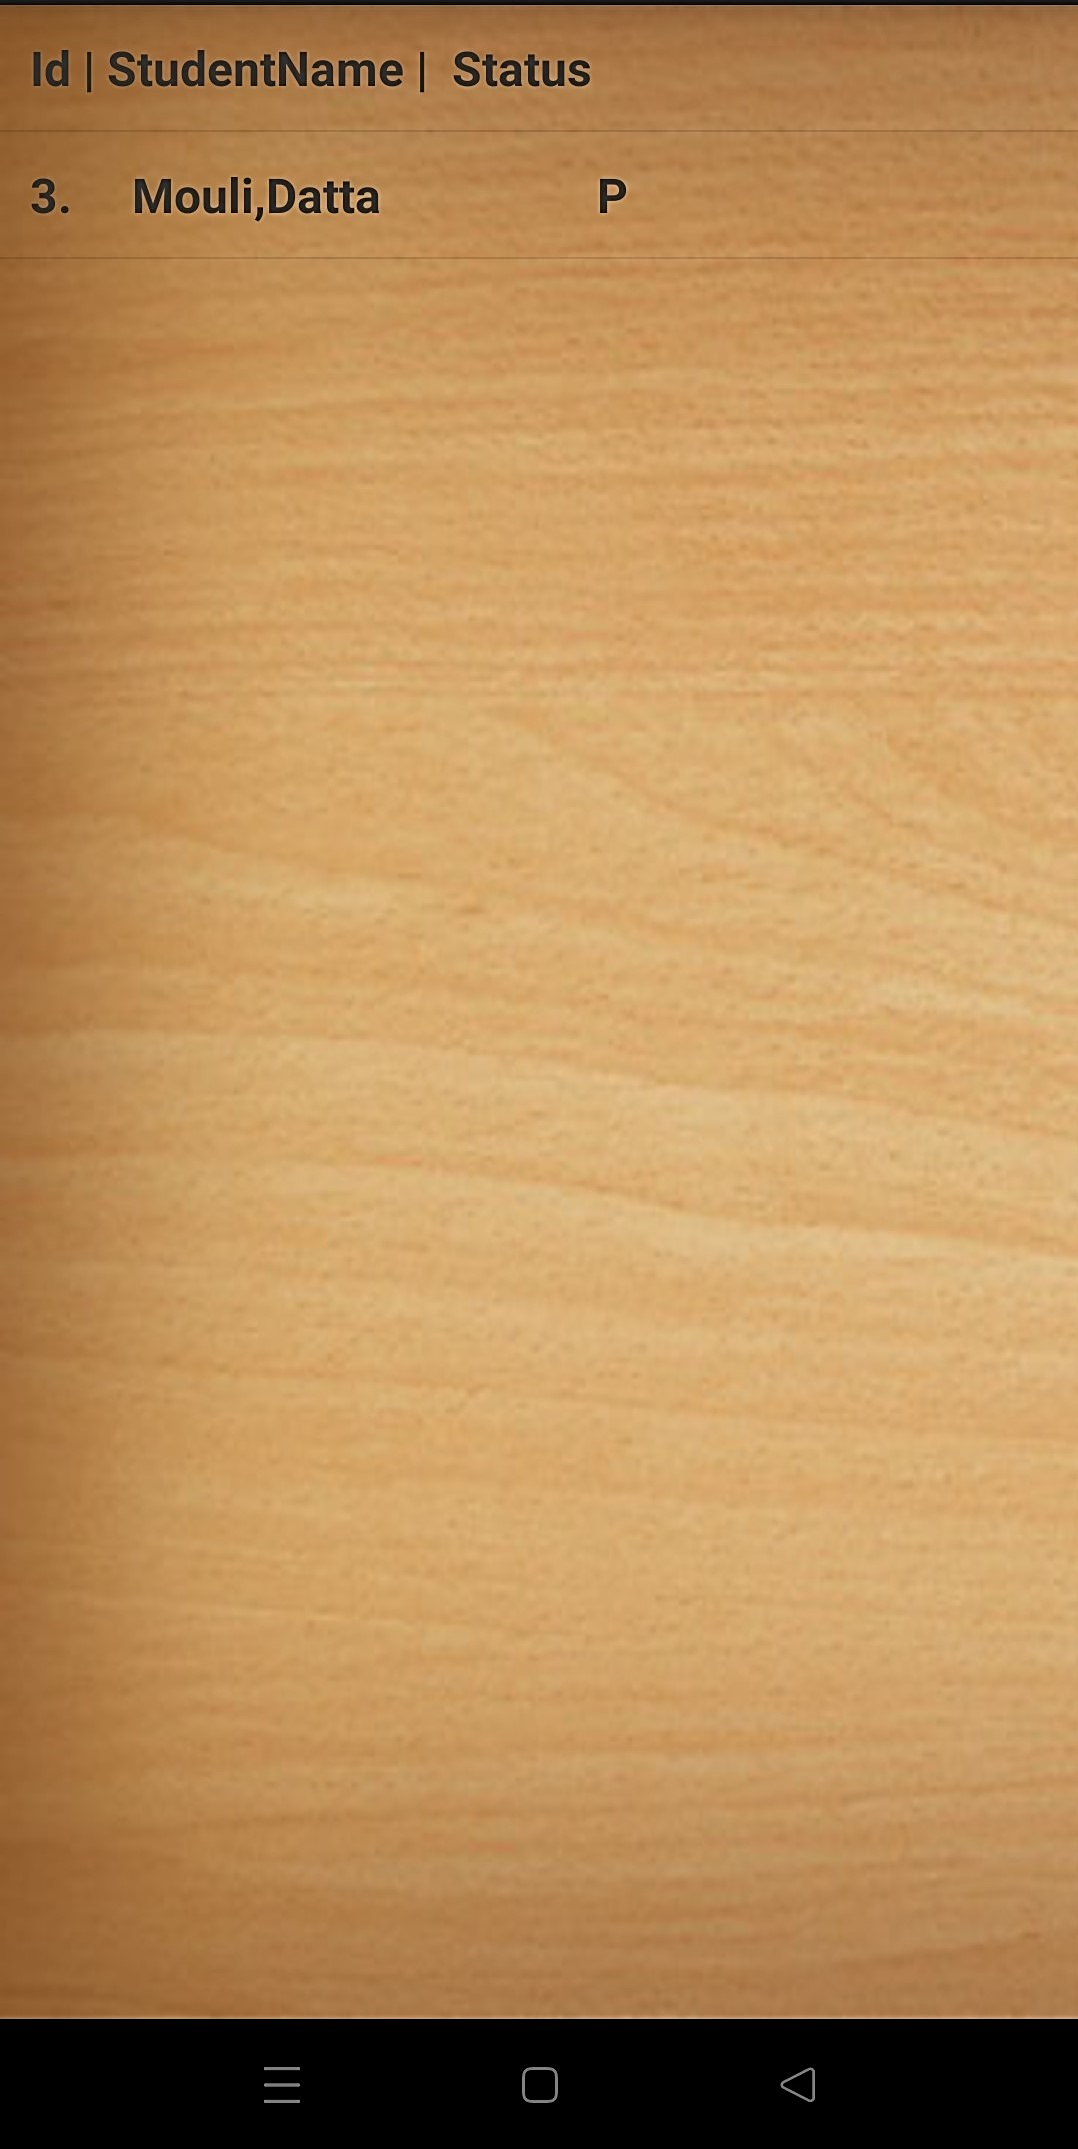 Id | StudentName |  Status
3.     Mouli,Datta                 P